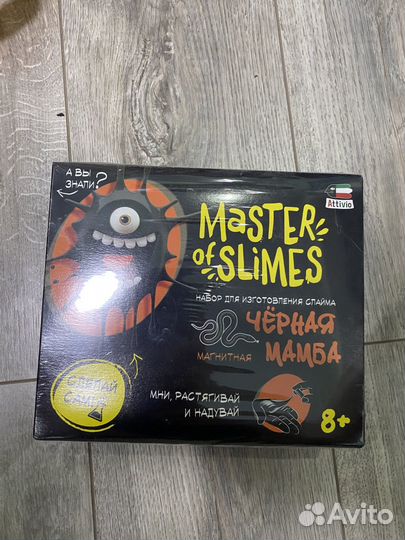 А ВЫ
ЗНАЛИ?
Attivio
MASTER
of SLiMES
НАБОР ДЛЯ ИЗГОТОВЛЕНИЯ СЛАЙМА
ЧЁРНАЯ
МАГНИТНАЯ МАМБА
СДЕЛАЙ
САМ!
МНИ, РАСТЯГИВАЙ
И НАДУВАЙ
8+
Avito